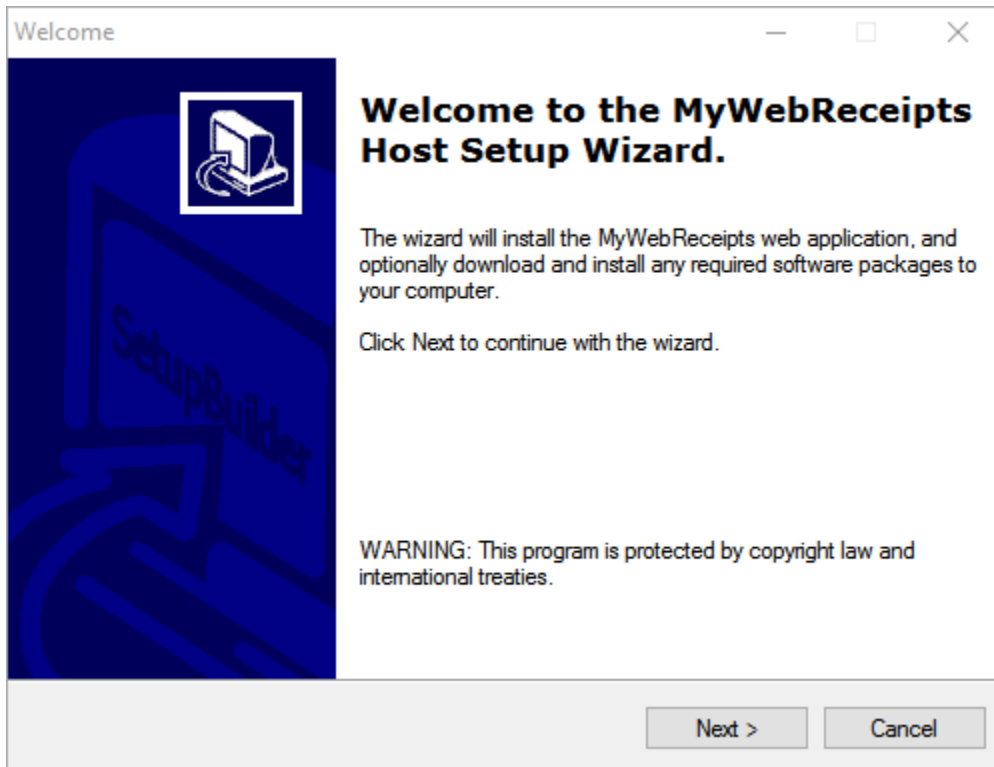 Welcome
Welcome to the MyWebReceipts
Host Setup Wizard.
The wizard will install the MyWebReceipts web application, and
optionally download and install any required software packages to
your computer.
Click Next to continue with the wizard.
SetupBuilder
WARNING: This program is protected by copyright law and
international treaties.
Next >
Cancel